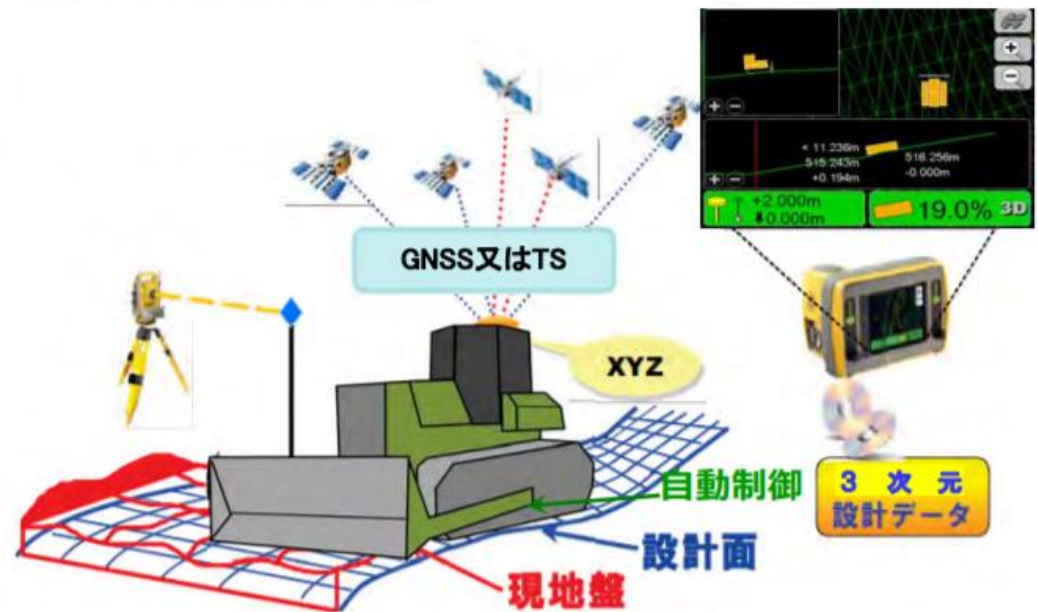 < 11.236m
515.243m
+0.194m
516.256m
-0.000m
+2.000m
0.000m
19.0% 3D
GNSS又はTS
XYZ
自動制御
設計面
現地盤
3 次 元
設計データ